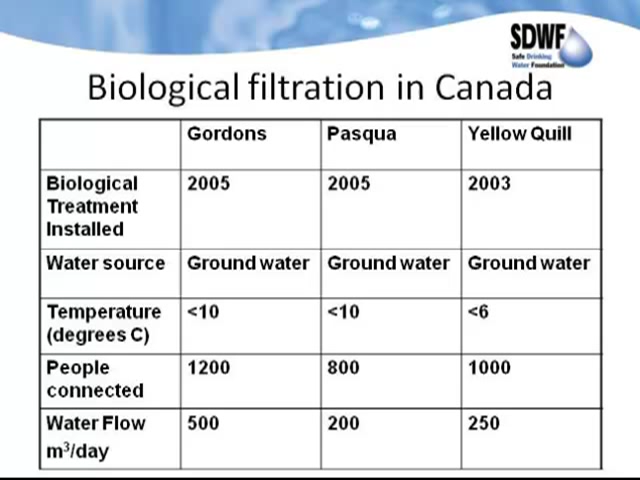 SDWF
Safe Drinking
Water Foundation
Biological filtration in Canada
Gordons Pasqua Yellow Quill
Biological Treatment Installed 2005 2005 2003
Water source Ground water Ground water Ground water
Temperature (degrees C) <10 <10 <6
People connected 1200 800 1000
Water Flow m³/day 500 200 250